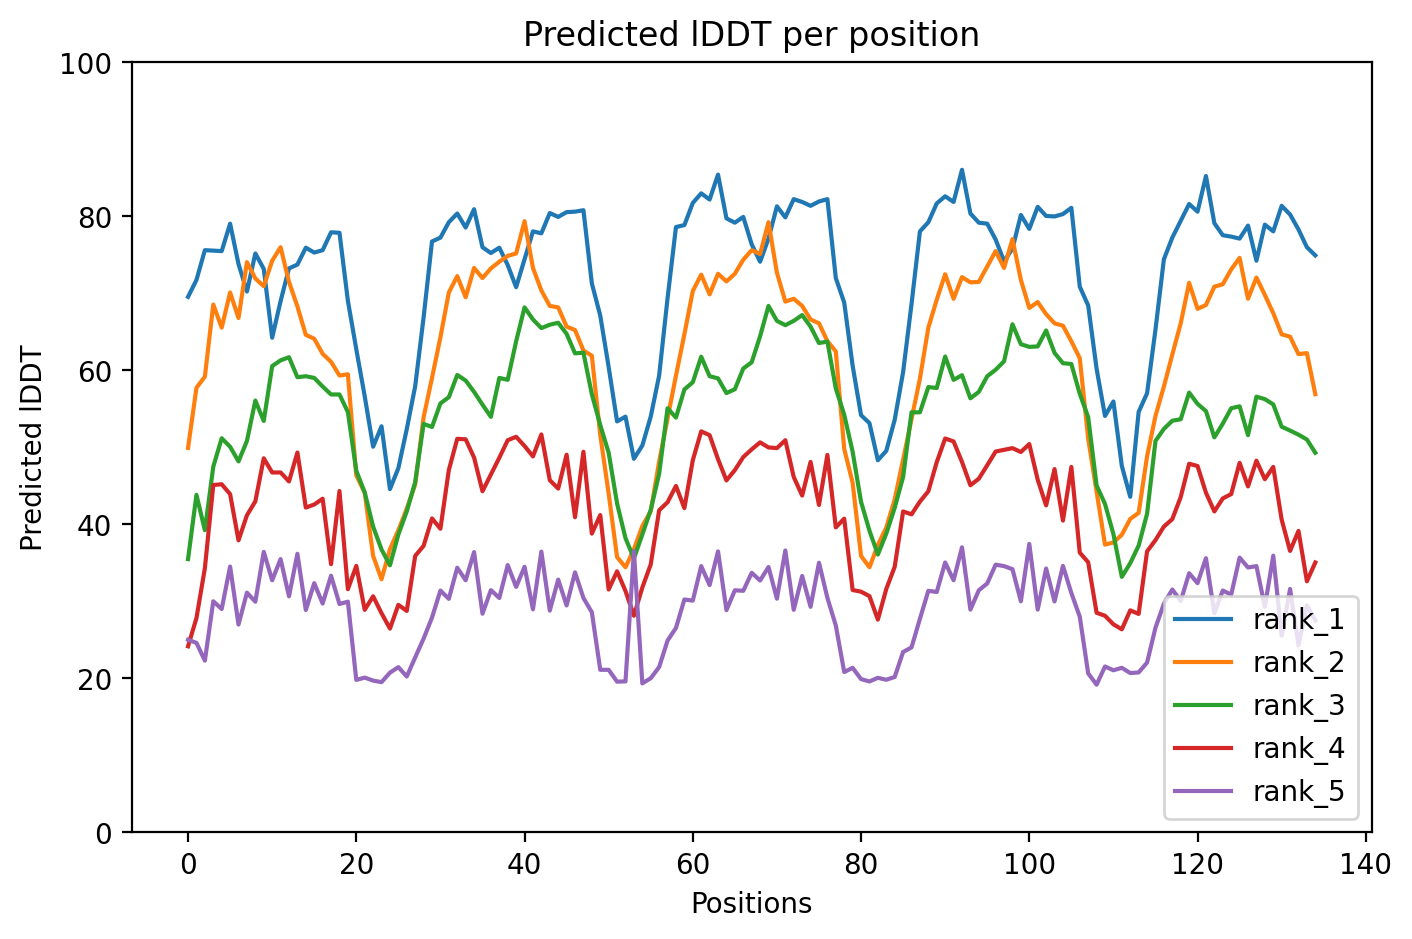 Predicted lDDT per position
Predicted lDDT
100
80
60
40
20
0
0 20 40 60 80 100 120 140
Positions
rank_1
rank_2
rank_3
rank_4
rank_5